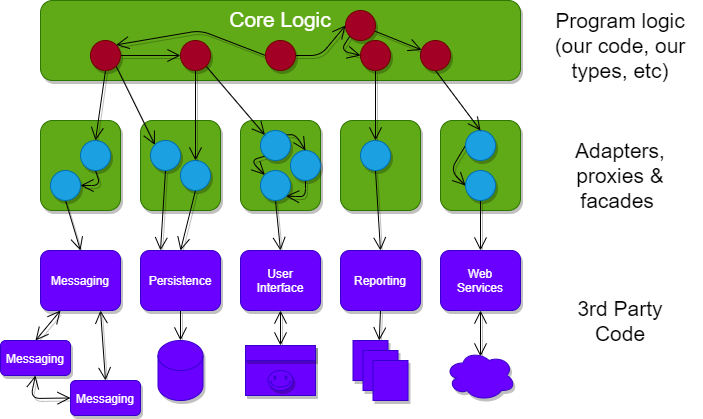 Core Logic
Program logic
(our code, our
types, etc)
Adapters,
proxies &
facades
Messaging
Persistence
User
Interface
Reporting
Web
Services
3rd Party
Code
Messaging
Messaging